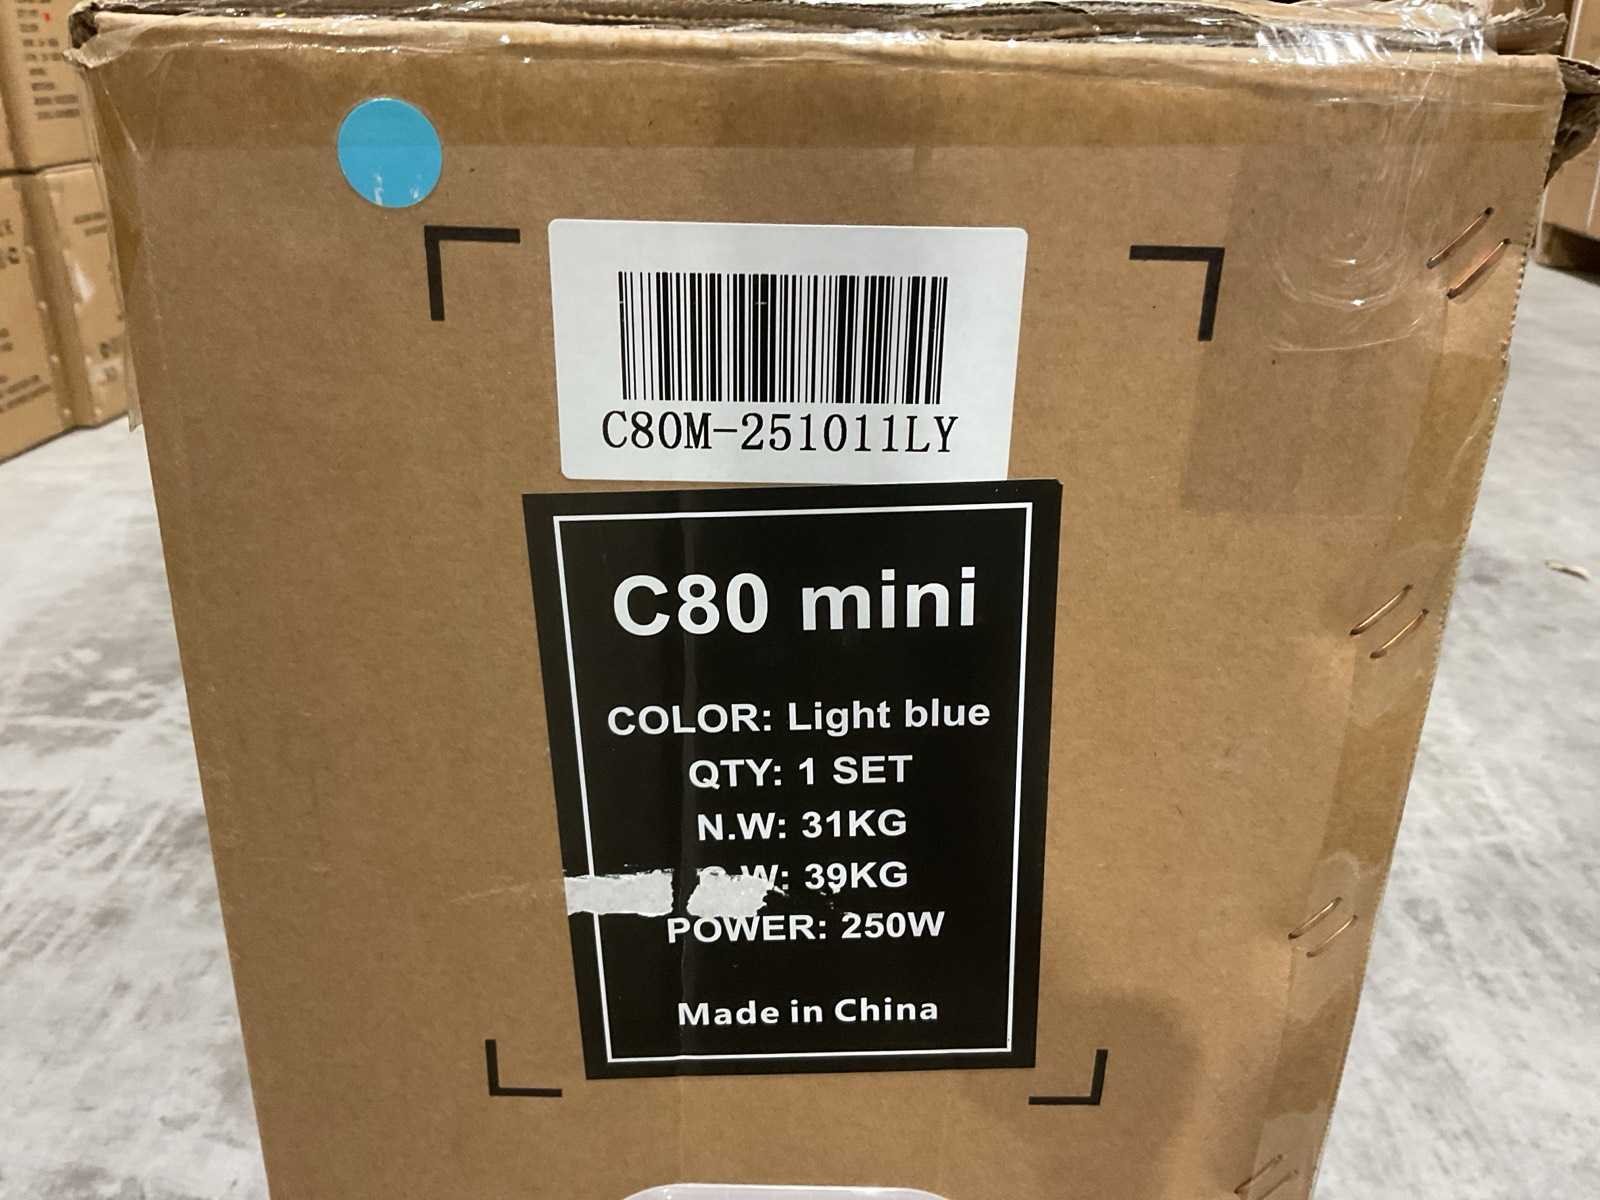 C80M-251011LY
C80 mini
COLOR: Light blue
QTY: 1 SET
N.W: 31KG
W: 39KG
POWER: 250W
Made in China